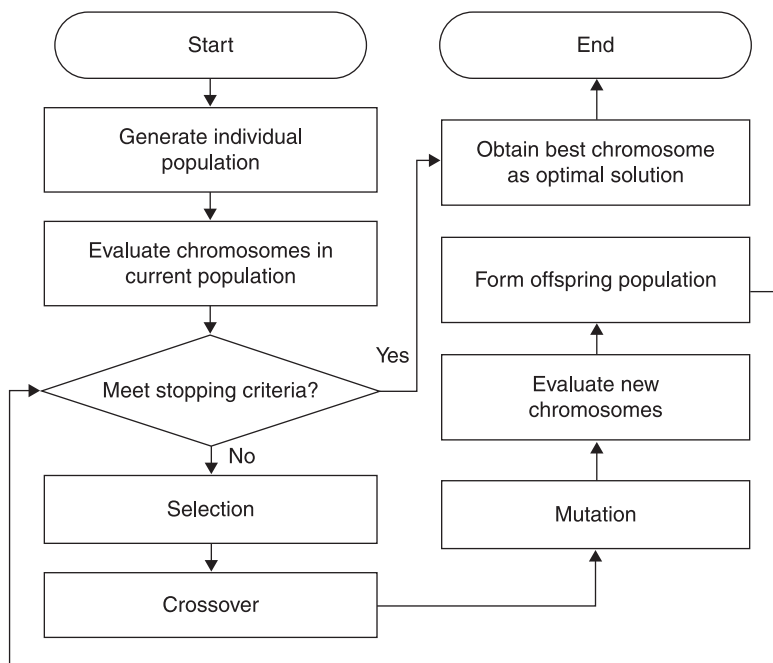 Start
Generate individual
population
Evaluate chromosomes in
current population
Meet stopping criteria?
Yes
No
Selection
Crossover
Mutation
Evaluate new
chromosomes
Form offspring population
Obtain best chromosome
as optimal solution
End